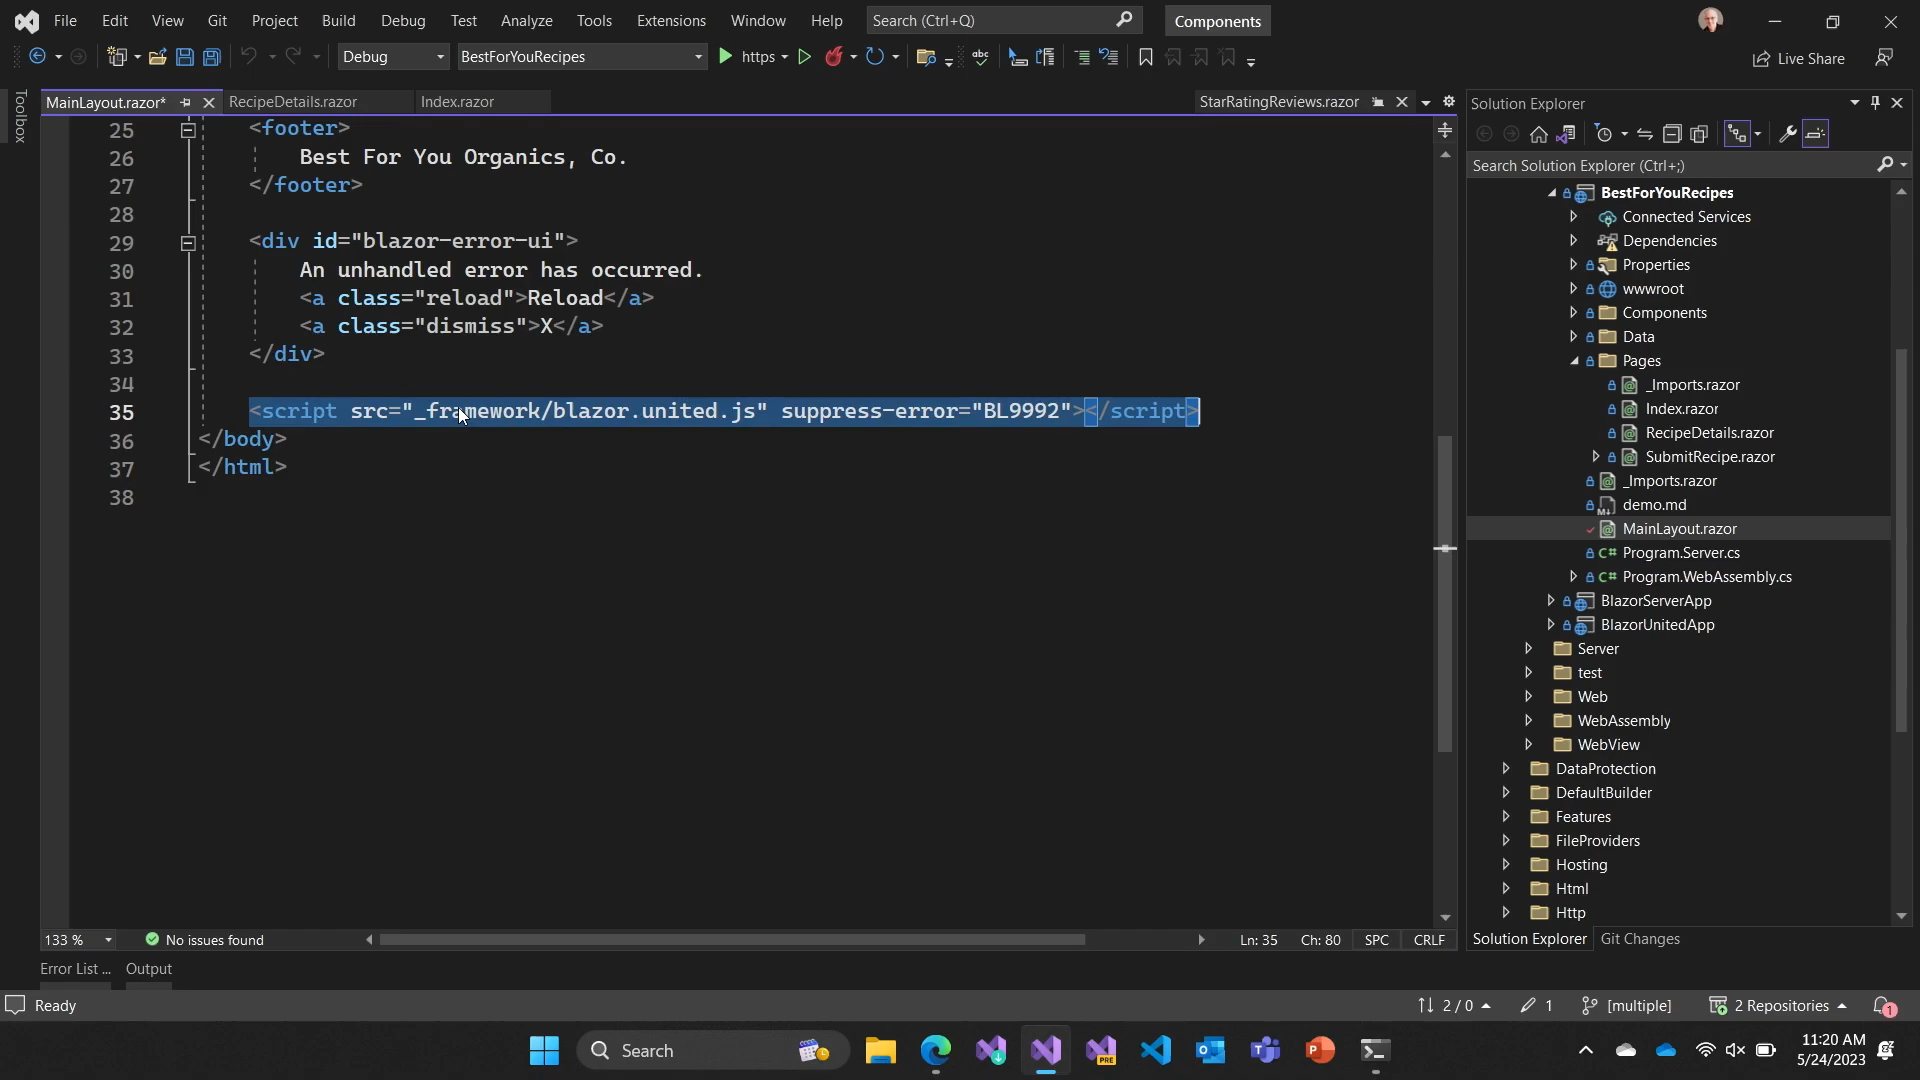 File Edit View Git Project Build Debug Test Analyze Tools Extensions Window Help Search (Ctrl+Q) Components
Debug BestForYouRecipes https abc Live Share
Toolbox
MainLayout.razor* RecipeDetails.razor Index.razor StarRatingReviews.razor
25 <footer>
26 Best For You Organics, Co.
27 </footer>
28
29 <div id="blazor-error-ui">
30 An unhandled error has occurred.
31 <a class="reload">Reload</a>
32 <a class="dismiss">X</a>
33 </div>
34
35 <script src="_framework/blazor.united.js" suppress-error="BL9992"></script>
36 </body>
37 </html>
38
133 % No issues found Ln: 35 Ch: 80 SPC CRLF
Solution Explorer
Search Solution Explorer (Ctrl+;)
BestForYouRecipes
Connected Services
Dependencies
Properties
wwwroot
Components
Data
Pages
_Imports.razor
Index.razor
RecipeDetails.razor
SubmitRecipe.razor
_Imports.razor
M↓ demo.md
MainLayout.razor
C# Program.Server.cs
C# Program.WebAssembly.cs
BlazorServerApp
BlazorUnitedApp
Server
test
Web
WebAssembly
WebView
DataProtection
DefaultBuilder
Features
FileProviders
Hosting
Html
Http
Solution Explorer Git Changes
Error List ... Output
Ready 2 / 0 1 [multiple] 2 Repositories 1
Search PRE 11:20 AM
5/24/2023